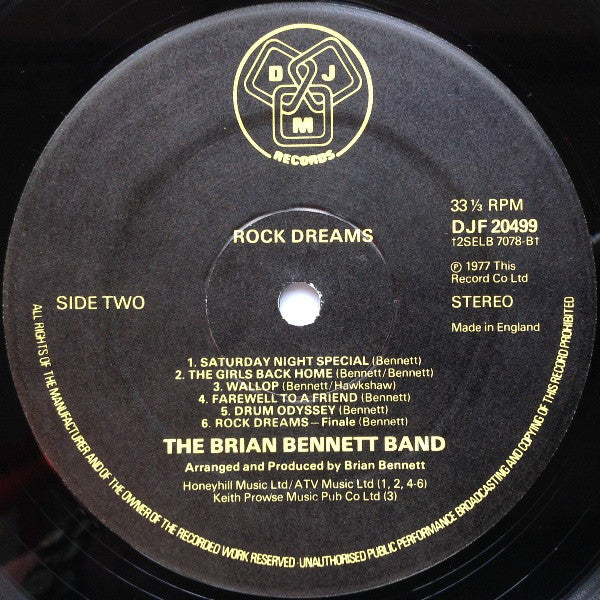 D J
M
RECORDS
ROCK DREAMS
33 ⅓ RPM
DJF 20499
†2SELB 7078-B†
℗ 1977 This
Record Co Ltd
SIDE TWO
STEREO
Made in England
1. SATURDAY NIGHT SPECIAL (Bennett)
2. THE GIRLS BACK HOME (Bennett/Bennett)
3. WALLOP (Bennett/Hawkshaw)
4. FAREWELL TO A FRIEND (Bennett)
5. DRUM ODYSSEY (Bennett)
6. ROCK DREAMS — Finale (Bennett)
THE BRIAN BENNETT BAND
Arranged and Produced by Brian Bennett
Honeyhill Music Ltd/ATV Music Ltd (1, 2, 4-6)
Keith Prowse Music Pub Co Ltd (3)
ALL RIGHTS OF THE MANUFACTURER AND OF THE OWNER OF THE RECORDED WORK RESERVED · UNAUTHORISED PUBLIC PERFORMANCE BROADCASTING AND COPYING OF THIS RECORD PROHIBITED